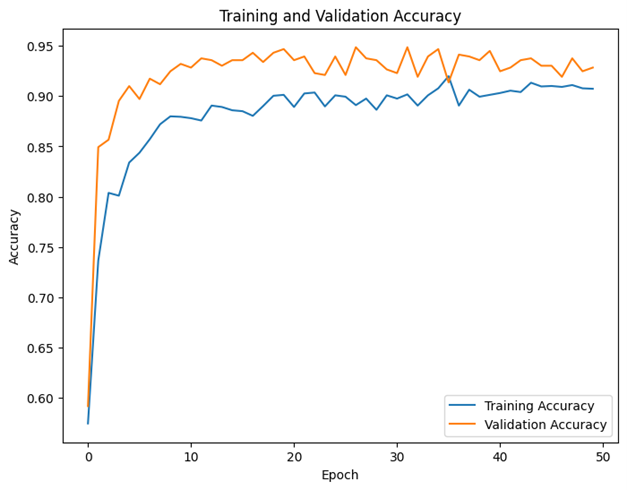 Training and Validation Accuracy
0.95
0.90
0.85
0.80
0.75
0.70
0.65
0.60
Accuracy
0 10 20 30 40 50
Epoch
Training Accuracy
Validation Accuracy